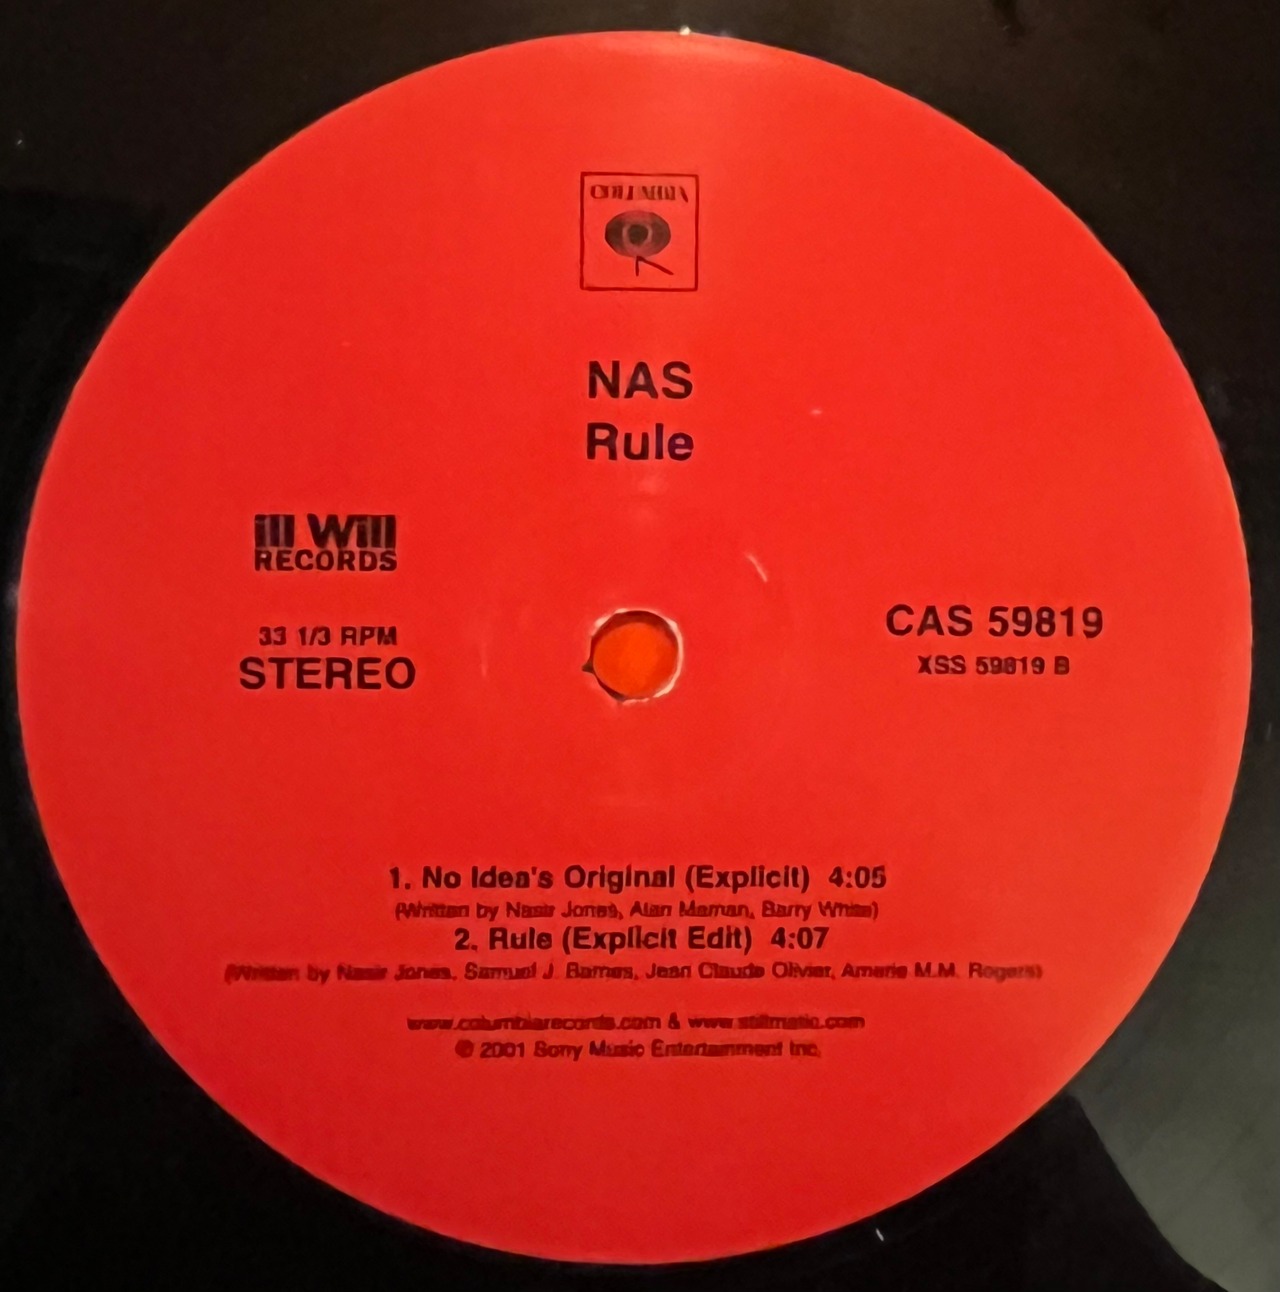 COLUMBIA
NAS
Rule
Ill Will
RECORDS
33 1/3 RPM
STEREO
CAS 59819
XSS 59819 B
1. No Idea's Original (Explicit) 4:05
(Written by Nasir Jones, Alan Maman, Barry White)
2. Rule (Explicit Edit) 4:07
(Written by Nasir Jones, Samuel J. Barnes, Jean Claude Olivier, Amerie M.M. Rogers)
www.columbiarecords.com & www.stillmatic.com
© 2001 Sony Music Entertainment Inc.